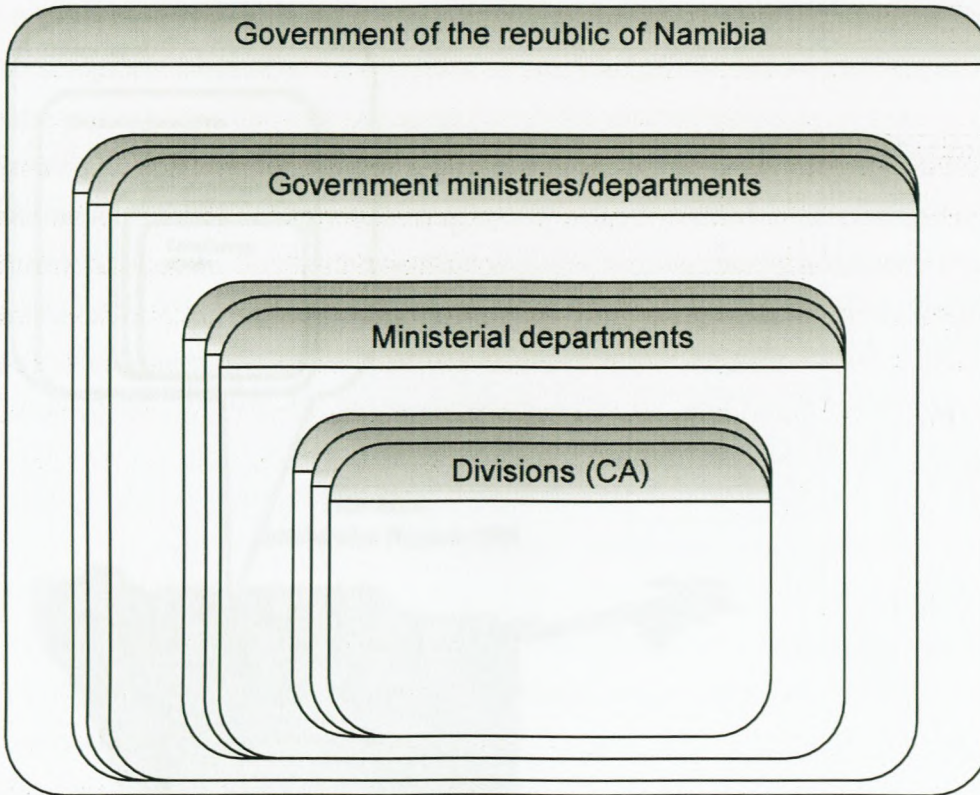 Government of the republic of Namibia
Government ministries/departments
Ministerial departments
Divisions (CA)